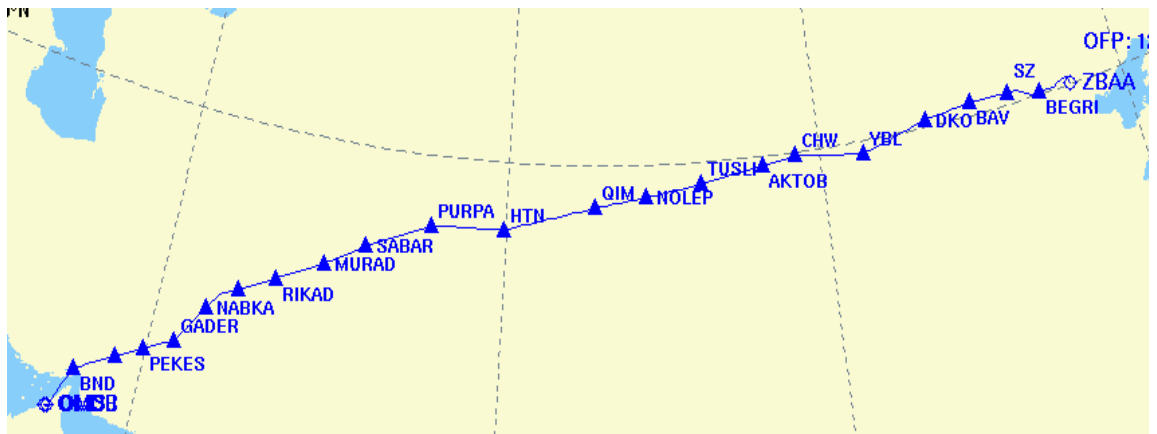 °N
OFP: 12
SZ
ZBAA
BEGRI
BAV
DKO
YBL
CHW
AKTOB
TUSLI
NOLEP
QIM
HTN
PURPA
SABAR
MURAD
RIKAD
NABKA
GADER
PEKES
BND